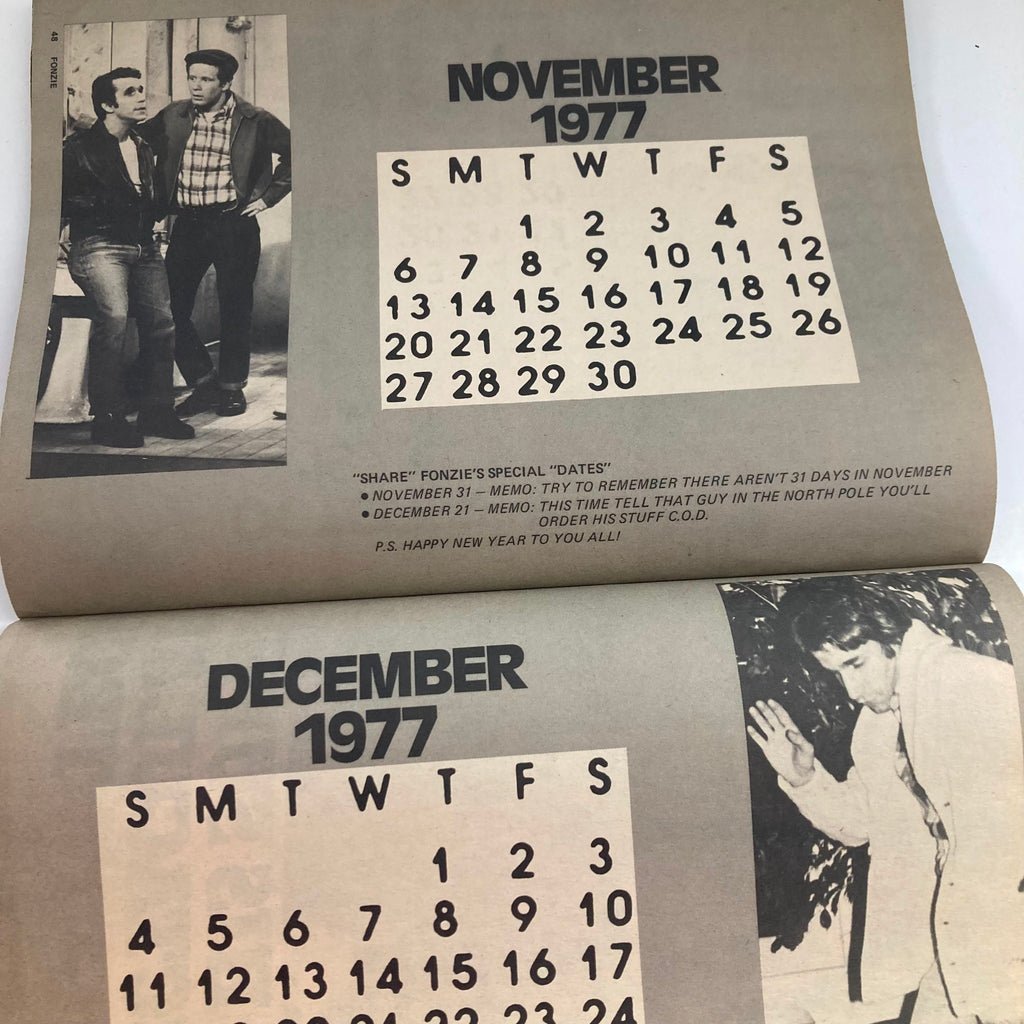 48 FONZIE
NOVEMBER
1977
S M T W T F S
1 2 3 4 5
6 7 8 9 10 11 12
13 14 15 16 17 18 19
20 21 22 23 24 25 26
27 28 29 30
"SHARE" FONZIE'S SPECIAL "DATES"
● NOVEMBER 31 — MEMO: TRY TO REMEMBER THERE AREN'T 31 DAYS IN NOVEMBER
● DECEMBER 21 — MEMO: THIS TIME TELL THAT GUY IN THE NORTH POLE YOU'LL
ORDER HIS STUFF C.O.D.
P.S. HAPPY NEW YEAR TO YOU ALL!
DECEMBER
1977
S M T W T F S
1 2 3
4 5 6 7 8 9 10
11 12 13 14 15 16 17
21 22 23 24